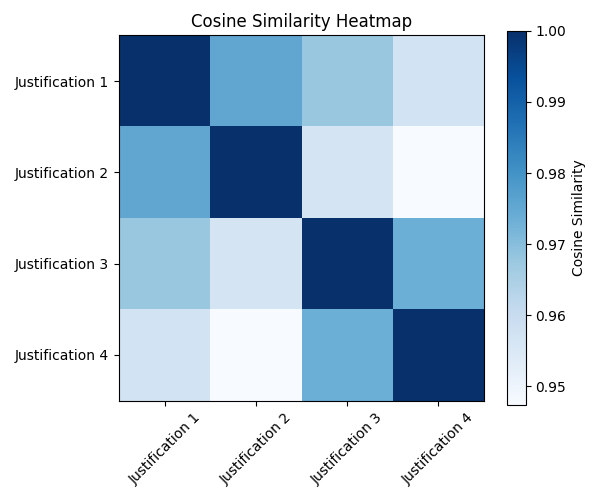 Cosine Similarity Heatmap
Justification 1
Justification 2
Justification 3
Justification 4
Justification 1
Justification 2
Justification 3
Justification 4
1.00
0.99
0.98
0.97
0.96
0.95
Cosine Similarity